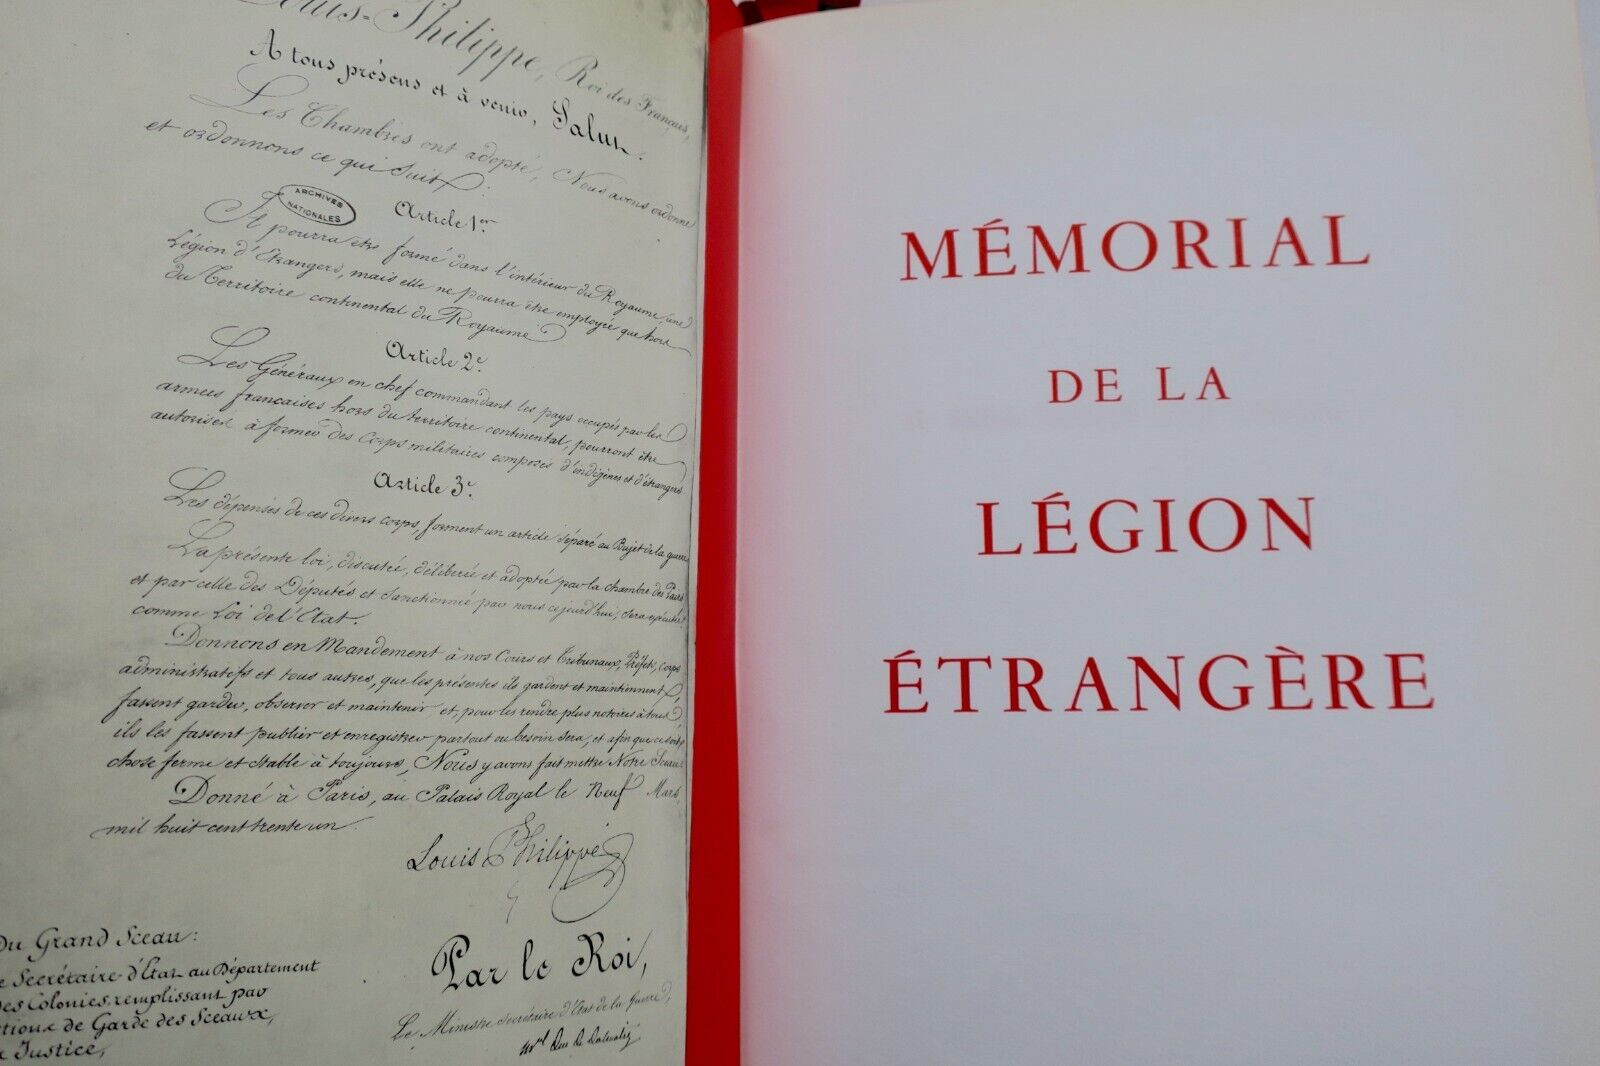 Louis-Philippe, Roi des Français,
A tous présens et à venir, Salut.
Les Chambres ont adopté, Nous avons ordonné
et ordonnons ce qui suit :
ARCHIVES
NATIONALES
Article 1er.
Il pourra être formé dans l'intérieur du Royaume, une
Légion d'Étrangers, mais elle ne pourra être employée que hors
du Territoire continental du Royaume
Article 2e.
Les Généraux en chef commandant les pays occupés par les
armées françaises hors du territoire continental, pourront être
autorisés à former des Corps militaires composés d'indigènes et d'étrangers.
Article 3e.
Les dépenses de ces divers corps, forment un article séparé au Bujet de la guerre
La présente loi, discutée, délibérée et adoptée par la chambre des Pairs
et par celle des Députés et Sanctionnée par nous cejourd'hui, sera exécutée
comme Loi de l'Etat.
Donnons en Mandement à nos Cours et Tribunaux, Préfets, Corps
administratifs et tous autres, que les présentes ils gardent et maintiennent,
fassent garder, observer et maintenir et, pour les rendre plus notoires à tous,
ils les fassent publier et enregistrer partout ou besoin sera, et afin que ce soit
chose ferme et stable à toujours, Nous y avons fait mettre Notre Sceau.
Donné à Paris, au Palais Royal le Neuf Mars,
mil huit cent trente un.
Louis Philippe
Du Grand Sceau :
Secrétaire d'Etat au Département
des Colonies, remplissant par
de Garde des Sceaux,
Justice,
Par le Roi,
Le Ministre Secrétaire d'Etat de la Guerre,
Duc de Dalmatie
MÉMORIAL
DE LA
LÉGION
ÉTRANGÈRE